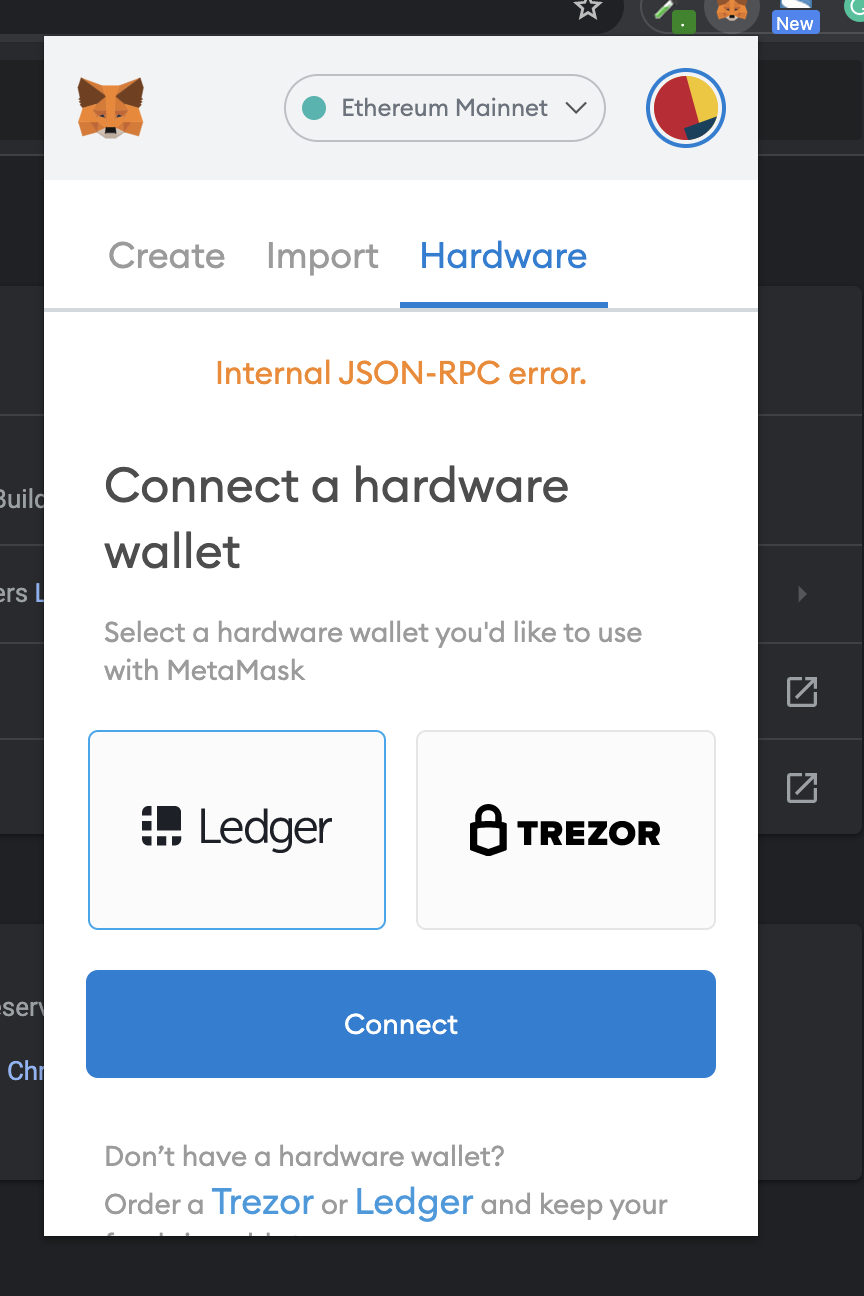 New
Ethereum Mainnet
Create Import Hardware
Internal JSON-RPC error.
Connect a hardware
wallet
Build
ers L
Select a hardware wallet you'd like to use
with MetaMask
Ledger TREZOR
Connect
eserv
Chr
Don’t have a hardware wallet?
Order a Trezor or Ledger and keep your